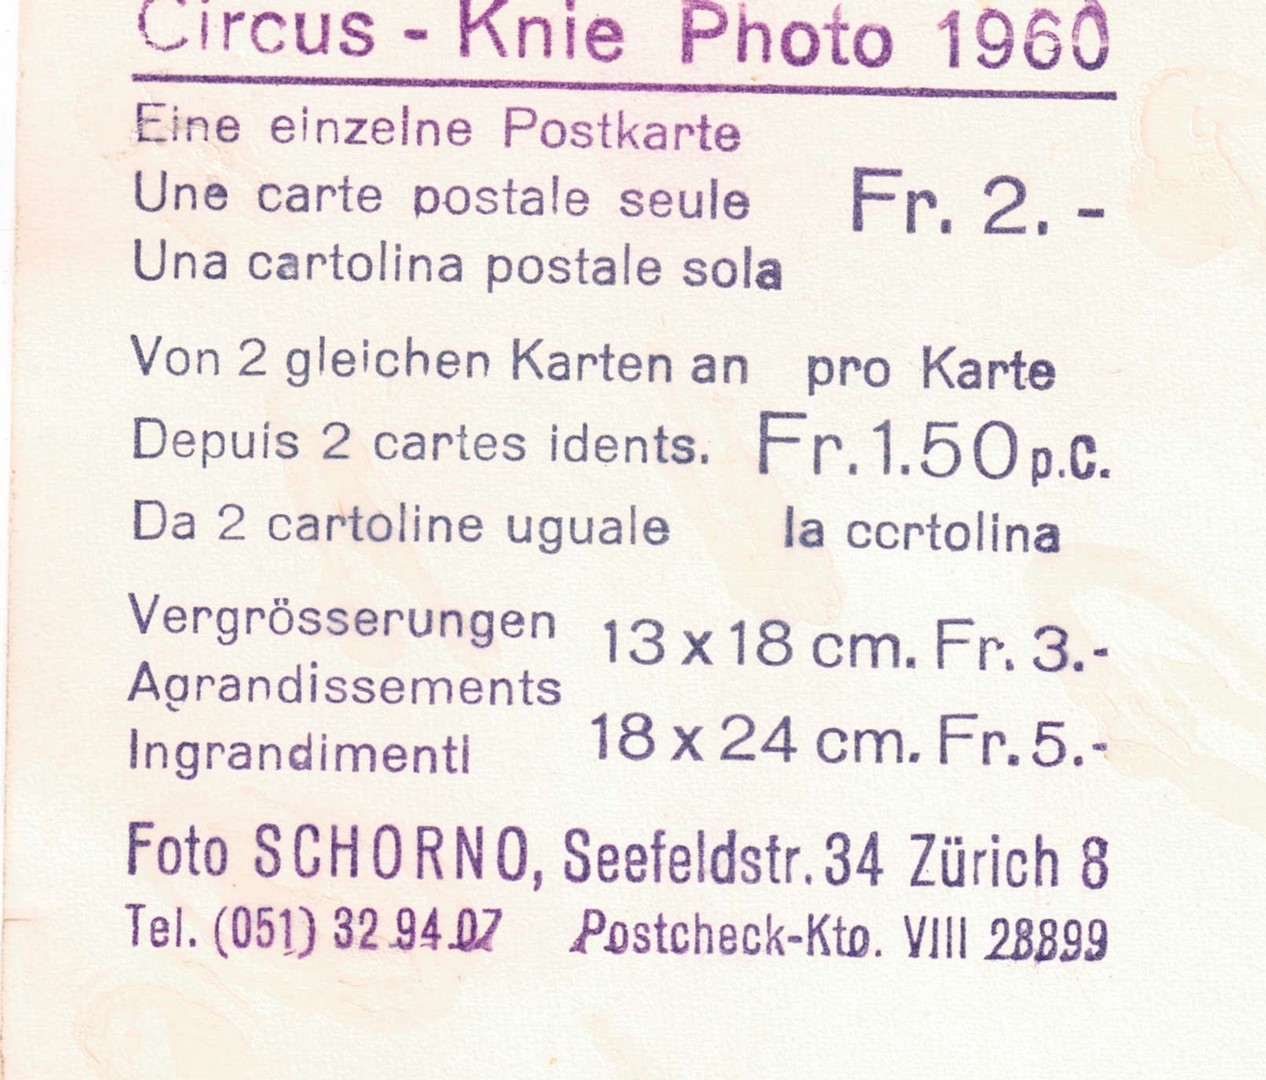 Circus - Knie Photo 1960
Eine einzelne Postkarte
Une carte postale seule Fr. 2. -
Una cartolina postale sola
Von 2 gleichen Karten an pro Karte
Depuis 2 cartes idents. Fr. 1.50 p.c.
Da 2 cartoline uguale la ccrtolina
Vergrösserungen 13 x 18 cm. Fr. 3.-
Agrandissements
18 x 24 cm. Fr. 5.-
Ingrandimenti
Foto SCHORNO, Seefeldstr. 34 Zürich 8
Tel. (051) 32 94 07 Postcheck-Kto. VIII 28899